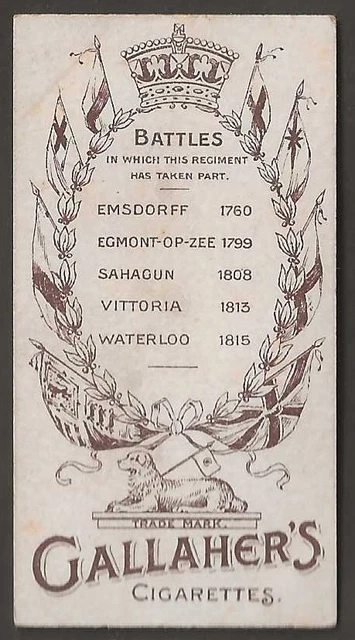 BATTLES
IN WHICH THIS REGIMENT
HAS TAKEN PART.
EMSDORFF 1760
EGMONT-OP-ZEE 1799
SAHAGUN 1808
VITTORIA 1813
WATERLOO 1815
TRADE MARK.
GALLAHER'S
CIGARETTES.